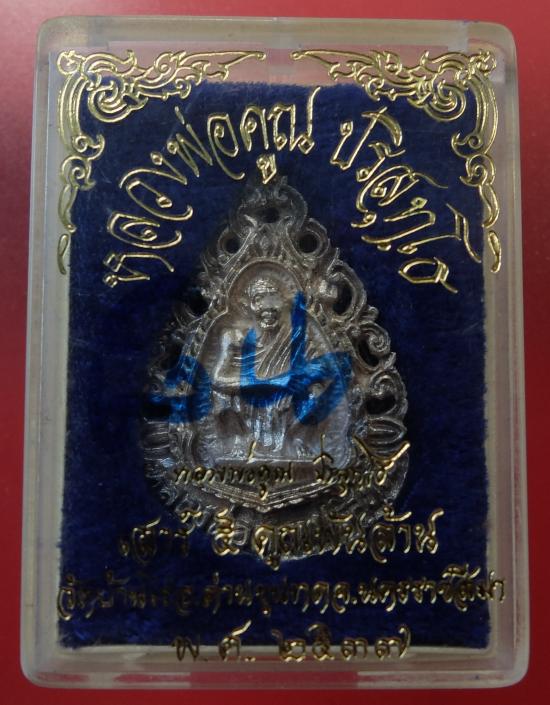 หลวงพ่อคูณ ปริสุทฺโธ
หลวงพ่อคูณ ปริสุทฺโธ
เสาร์ ๕ คูณพันล้าน
วัดบ้านไร่ อ.ด่านขุนทด จ.นครราชสีมา
พ.ศ. ๒๕๓๗